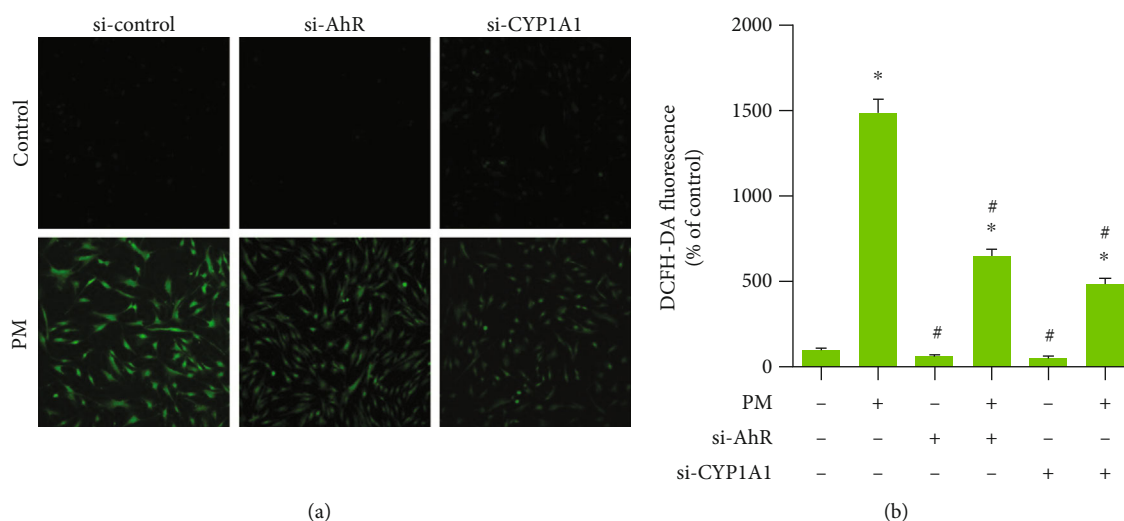 si-control si-AhR si-CYP1A1
Control
PM
(a)
DCFH-DA fluorescence
(% of control)
2000
1500
1000
500
0
*
#
#
*
#
#
*
PM – + – + – +
si-AhR – – + + – –
si-CYP1A1 – – – – + +
(b)